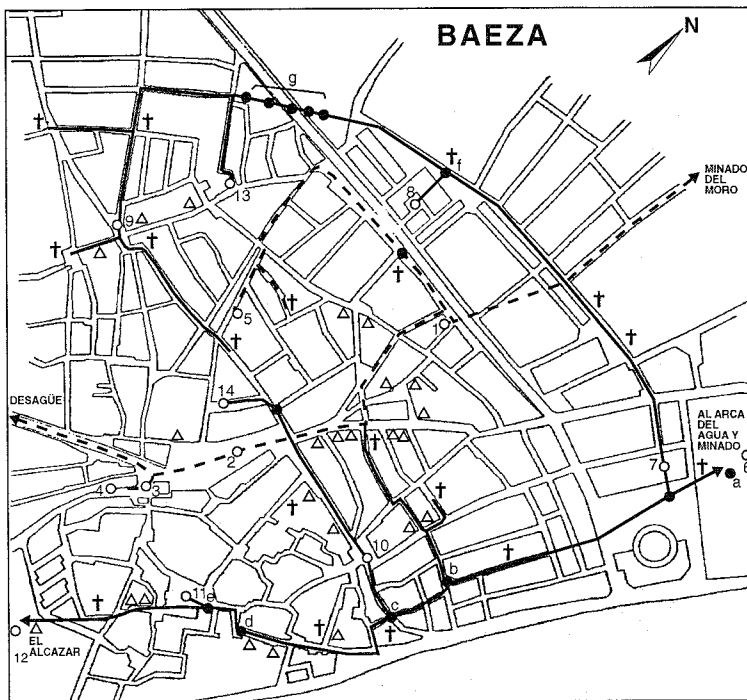 BAEZA
N
g
f
8
MINADO
DEL
MORO
13
9
5
1
14
DESAGÜE
AL ARCA
DEL
AGUA Y
MINADO
2
7
6
a
4
3
10
b
11
e
c
d
EL
ALCAZAR
12